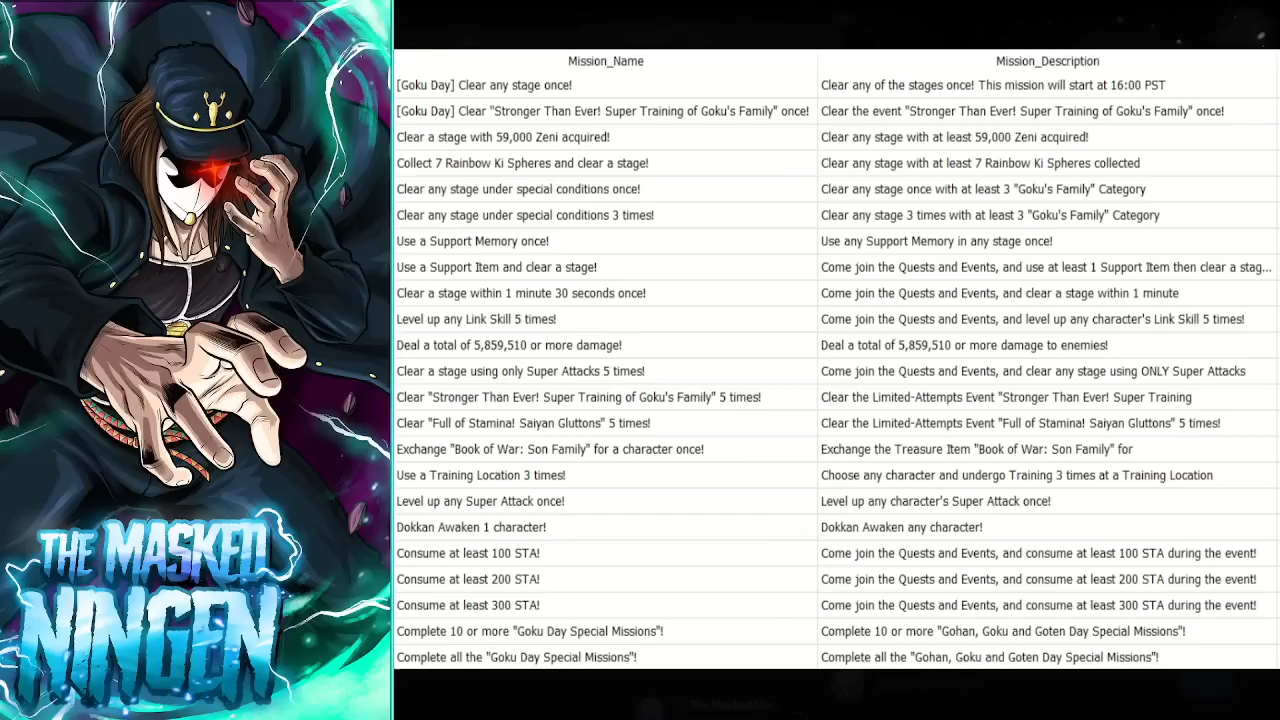 THE MASKED
NINGEN
Mission_Name Mission_Description
[Goku Day] Clear any stage once! Clear any of the stages once! This mission will start at 16:00 PST
[Goku Day] Clear "Stronger Than Ever! Super Training of Goku's Family" once! Clear the event "Stronger Than Ever! Super Training of Goku's Family" once!
Clear a stage with 59,000 Zeni acquired! Clear any stage with at least 59,000 Zeni acquired!
Collect 7 Rainbow Ki Spheres and clear a stage! Clear any stage with at least 7 Rainbow Ki Spheres collected
Clear any stage under special conditions once! Clear any stage once with at least 3 "Goku's Family" Category
Clear any stage under special conditions 3 times! Clear any stage 3 times with at least 3 "Goku's Family" Category
Use a Support Memory once! Use any Support Memory in any stage once!
Use a Support Item and clear a stage! Come join the Quests and Events, and use at least 1 Support Item then clear a stag...
Clear a stage within 1 minute 30 seconds once! Come join the Quests and Events, and clear a stage within 1 minute
Level up any Link Skill 5 times! Come join the Quests and Events, and level up any character's Link Skill 5 times!
Deal a total of 5,859,510 or more damage! Deal a total of 5,859,510 or more damage to enemies!
Clear a stage using only Super Attacks 5 times! Come join the Quests and Events, and clear any stage using ONLY Super Attacks
Clear "Stronger Than Ever! Super Training of Goku's Family" 5 times! Clear the Limited-Attempts Event "Stronger Than Ever! Super Training
Clear "Full of Stamina! Saiyan Gluttons" 5 times! Clear the Limited-Attempts Event "Full of Stamina! Saiyan Gluttons" 5 times!
Exchange "Book of War: Son Family" for a character once! Exchange the Treasure Item "Book of War: Son Family" for
Use a Training Location 3 times! Choose any character and undergo Training 3 times at a Training Location
Level up any Super Attack once! Level up any character's Super Attack once!
Dokkan Awaken 1 character! Dokkan Awaken any character!
Consume at least 100 STA! Come join the Quests and Events, and consume at least 100 STA during the event!
Consume at least 200 STA! Come join the Quests and Events, and consume at least 200 STA during the event!
Consume at least 300 STA! Come join the Quests and Events, and consume at least 300 STA during the event!
Complete 10 or more "Goku Day Special Missions"! Complete 10 or more "Gohan, Goku and Goten Day Special Missions"!
Complete all the "Goku Day Special Missions"! Complete all the "Gohan, Goku and Goten Day Special Missions"!